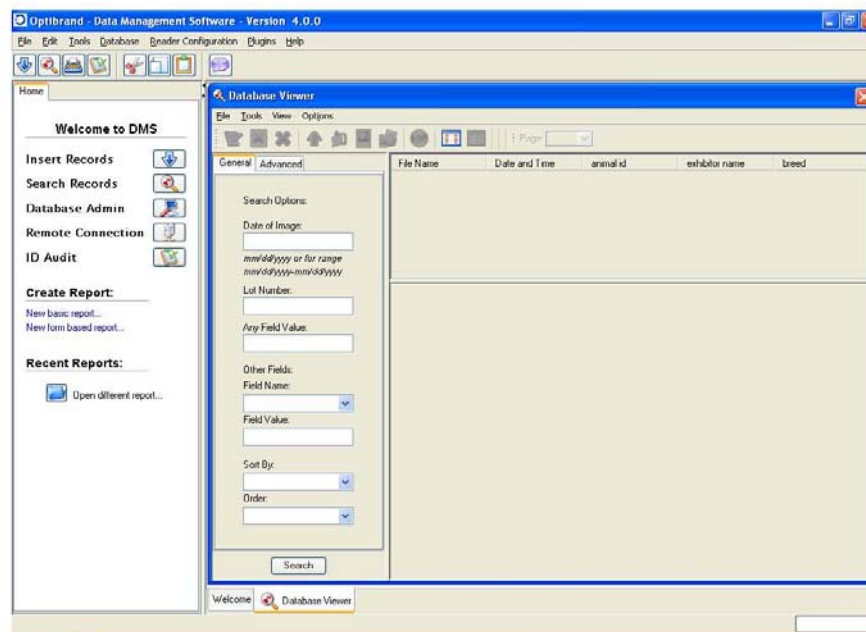 Optibrand - Data Management Software - Version 4.0.0
File Edit Tools Database Reader Configuration Plugins Help
Home
Welcome to DMS
Insert Records
Search Records
Database Admin
Remote Connection
ID Audit
Create Report:
New basic report...
New form based report...
Recent Reports:
Open different report...
Database Viewer
File Tools View Options
Page
General Advanced
Search Options:
Date of Image:
mm/dd/yyyy or for range
mm/dd/yyyy-mm/dd/yyyy
Lot Number:
Any Field Value:
Other Fields:
Field Name:
Field Value:
Sort By:
Order:
Search
File Name Date and Time animal id exhibitor name breed
Welcome Database Viewer